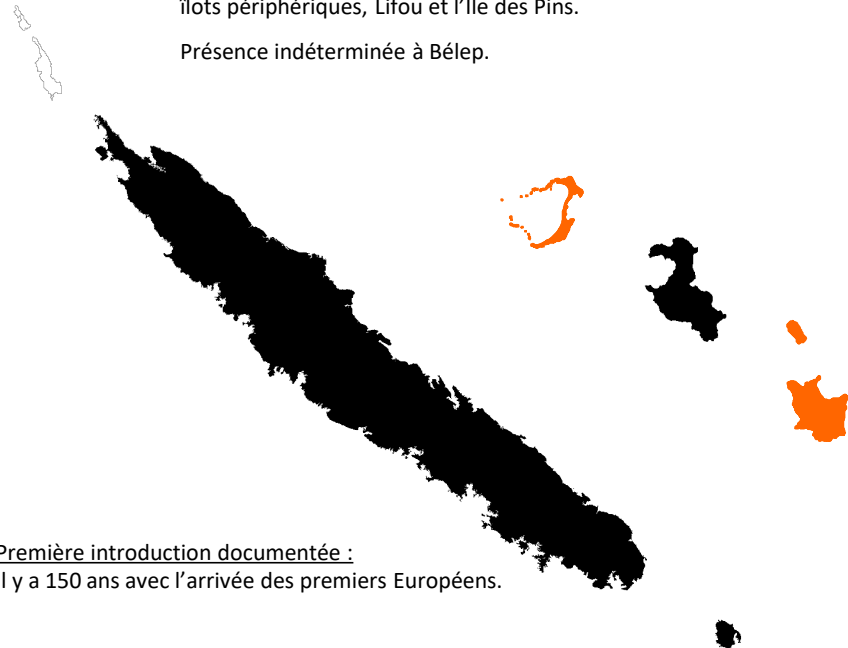 îlots périphériques, Lifou et l'Ile des Pins.
Présence indéterminée à Bélep.
Première introduction documentée :
l y a 150 ans avec l'arrivée des premiers Européens.